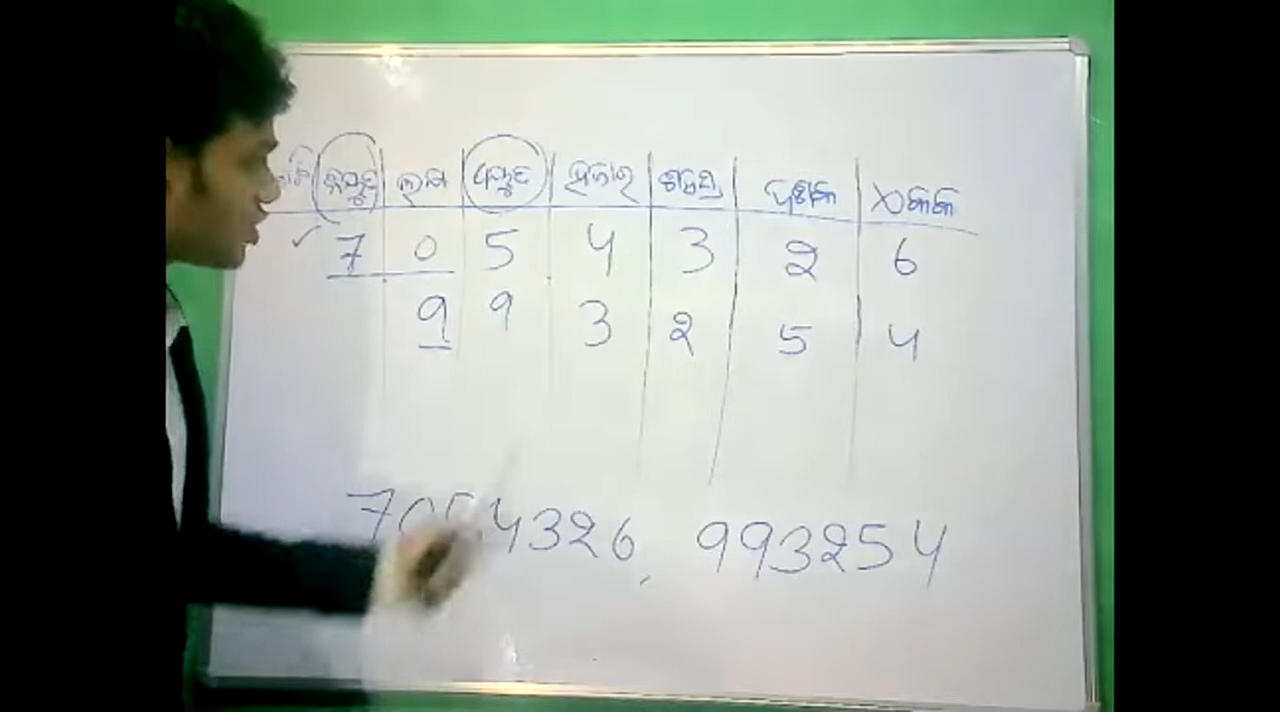 ନିୟୁତ ଲକ୍ଷ ଅୟୁତ ହଜାର ଶତକ ଦଶକ ଏକକ
7 0 5 4 3 2 6
9 9 3 2 5 4
7054326, 993254